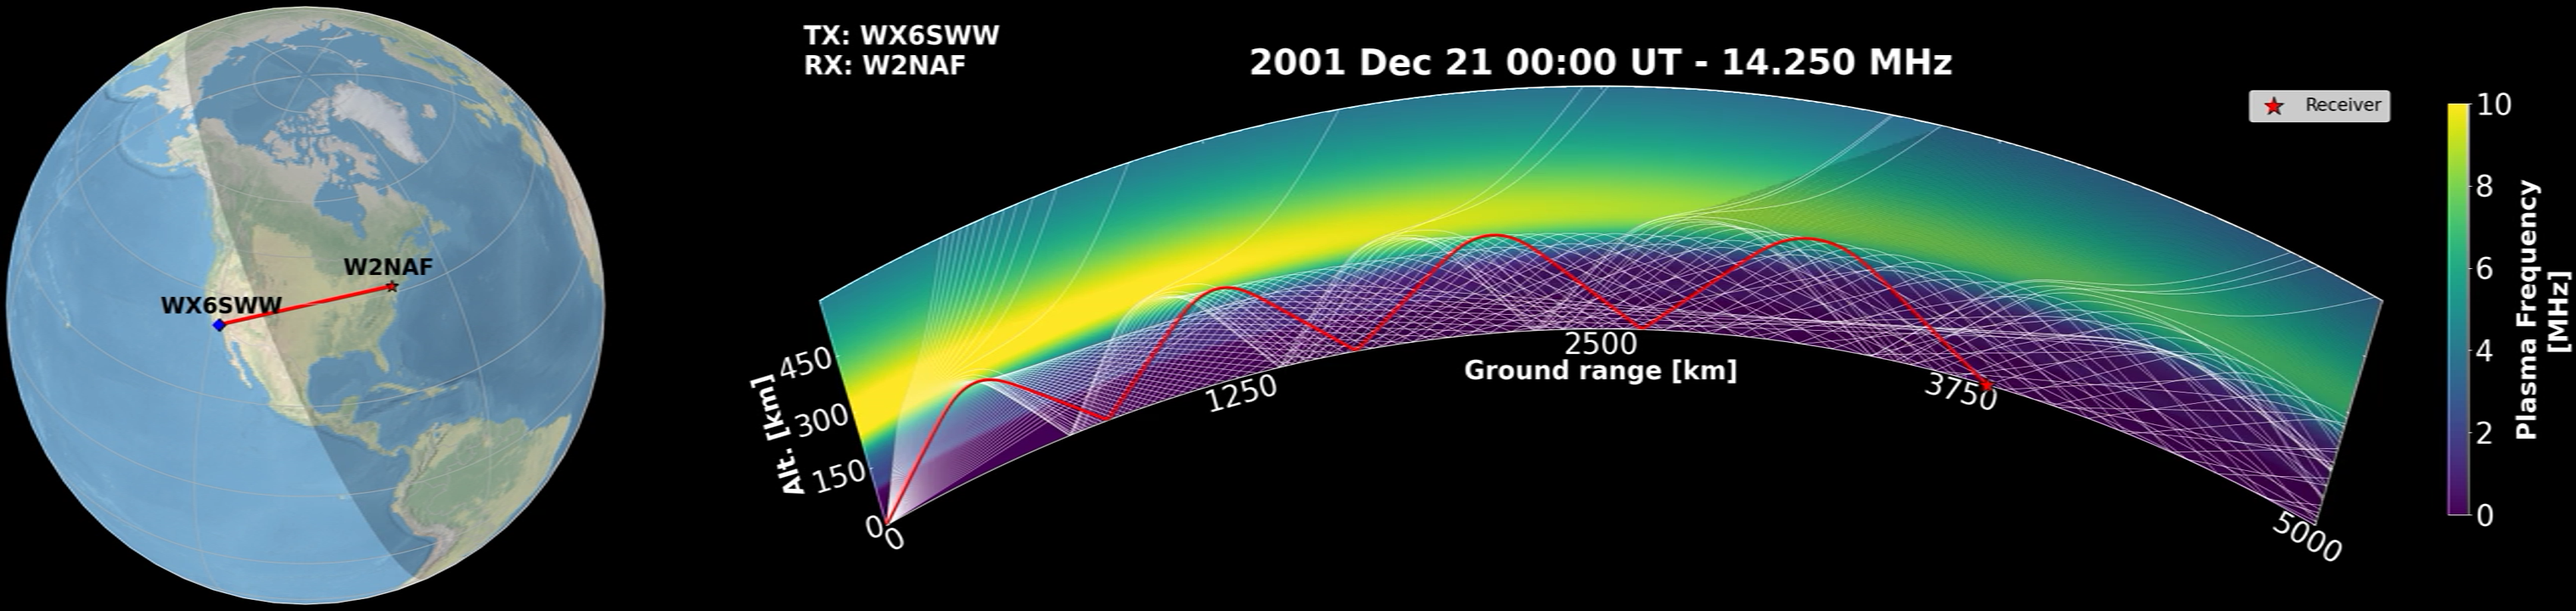 WX6SWW
W2NAF
TX: WX6SWW
RX: W2NAF
2001 Dec 21 00:00 UT - 14.250 MHz
Receiver
Alt. [km]
450
300
150
0
0
1250
2500
3750
5000
Ground range [km]
10
8
6
4
2
0
Plasma Frequency
[MHz]